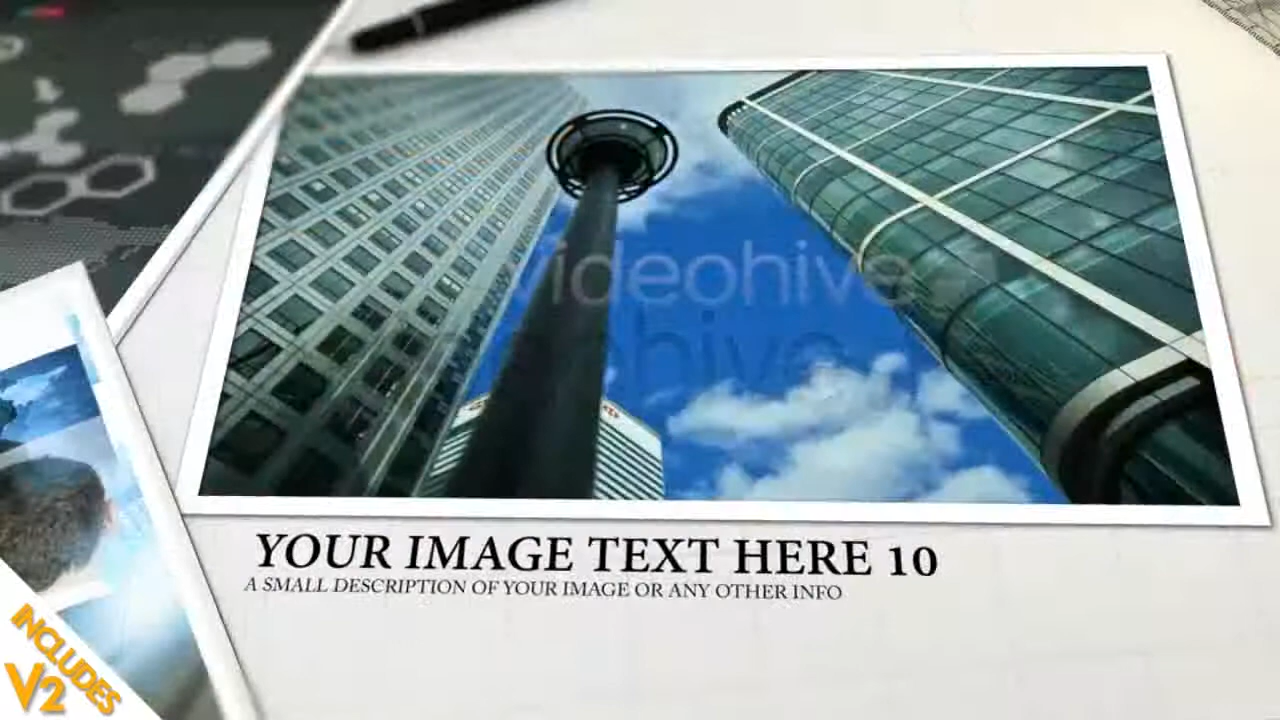 videohive
YOUR IMAGE TEXT HERE 10
A SMALL DESCRIPTION OF YOUR IMAGE OR ANY OTHER INFO
INCLUDES
V2